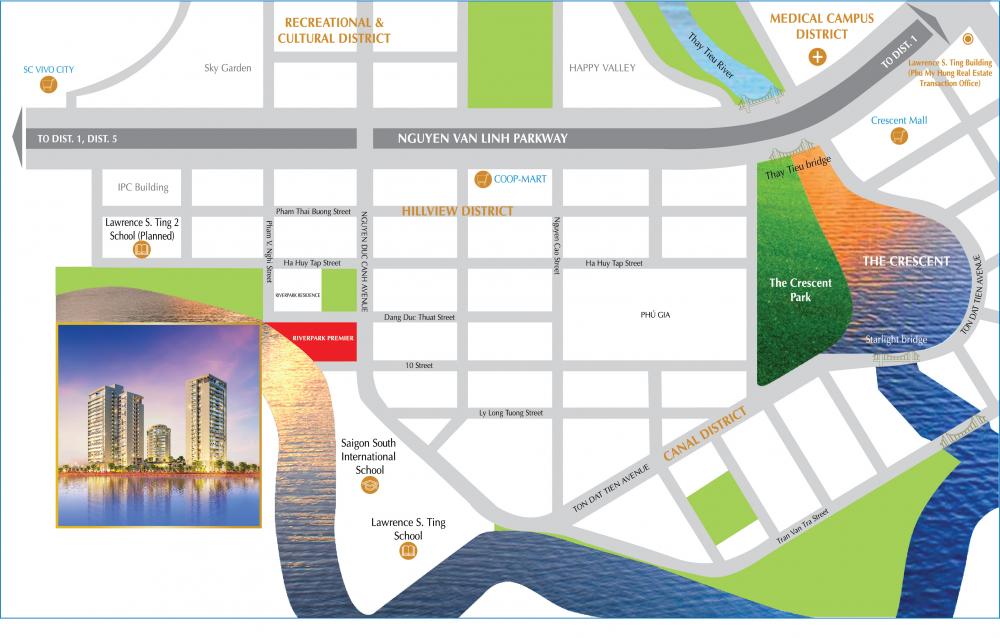 RECREATIONAL &
CULTURAL DISTRICT
MEDICAL CAMPUS
DISTRICT
SC VIVO CITY
Sky Garden
HAPPY VALLEY
Thay Tieu River
TO DIST. 1
Lawrence S. Ting Building
(Phu My Hung Real Estate
Transaction Office)
Crescent Mall
TO DIST. 1, DIST. 5
NGUYEN VAN LINH PARKWAY
Thay Tieu bridge
IPC Building
COOP-MART
Pham Thai Buong Street
HILLVIEW DISTRICT
Lawrence S. Ting 2
School (Planned)
Pham V. Nghi Street
NGUYEN DUC CANH AVENUE
Nguyen Cao Street
Ha Huy Tap Street
Ha Huy Tap Street
THE CRESCENT
The Crescent
Park
TON DAT TIEN AVENUE
RIVERPARK RESIDENCE
Dang Duc Thuat Street
PHÚ GIA
RIVERPARK PREMIER
Starlight bridge
10 Street
Ly Long Tuong Street
CANAL DISTRICT
Saigon South
International
School
TON DAT TIEN AVENUE
Lawrence S. Ting
School
Tran Van Tra Street